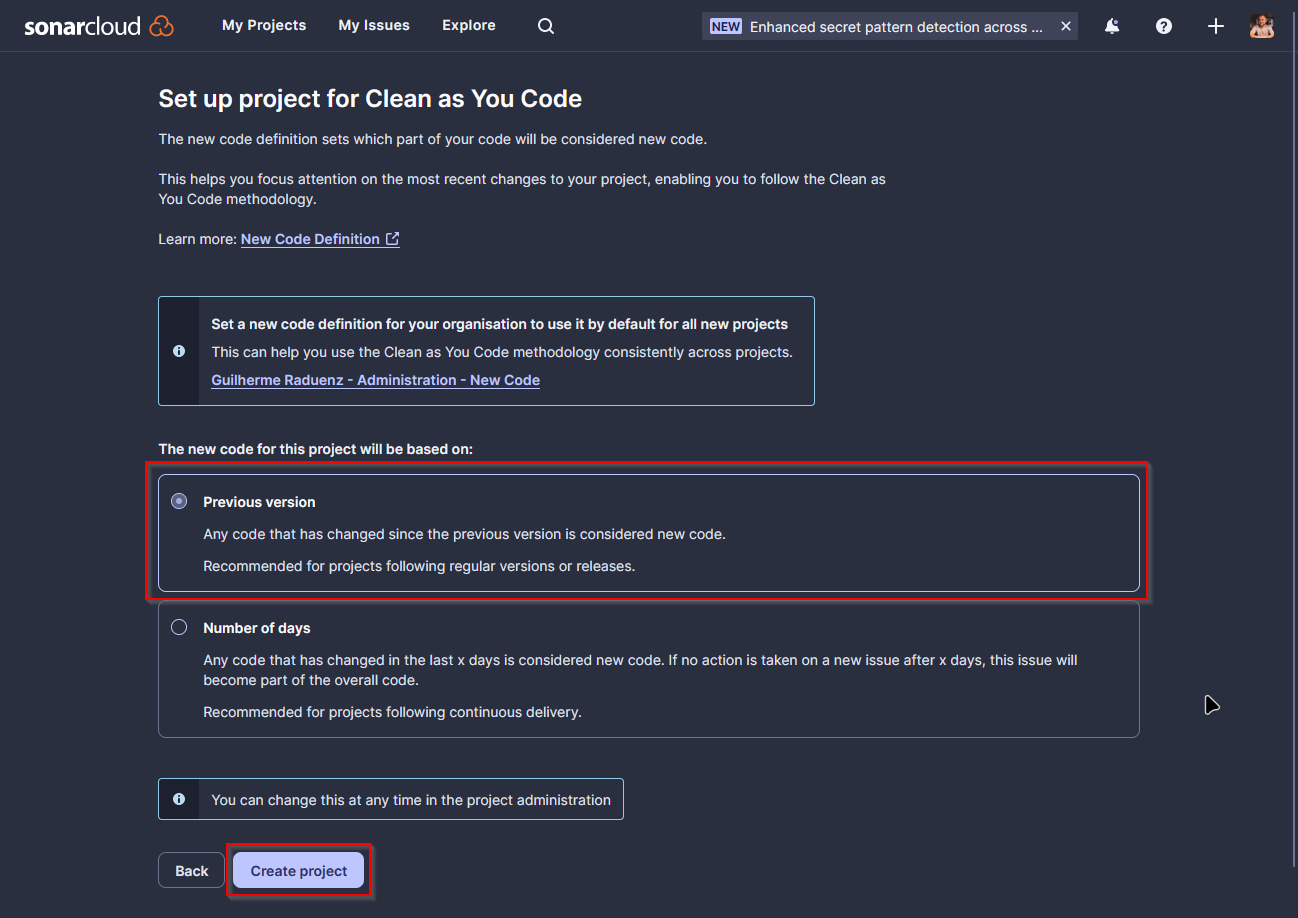 sonarcloud
My Projects
My Issues
Explore
NEW Enhanced secret pattern detection across ...
Set up project for Clean as You Code
The new code definition sets which part of your code will be considered new code.
This helps you focus attention on the most recent changes to your project, enabling you to follow the Clean as
You Code methodology.
Learn more: New Code Definition
Set a new code definition for your organisation to use it by default for all new projects
This can help you use the Clean as You Code methodology consistently across projects.
Guilherme Raduenz - Administration - New Code
The new code for this project will be based on:
Previous version
Any code that has changed since the previous version is considered new code.
Recommended for projects following regular versions or releases.
Number of days
Any code that has changed in the last x days is considered new code. If no action is taken on a new issue after x days, this issue will
become part of the overall code.
Recommended for projects following continuous delivery.
You can change this at any time in the project administration
Back
Create project